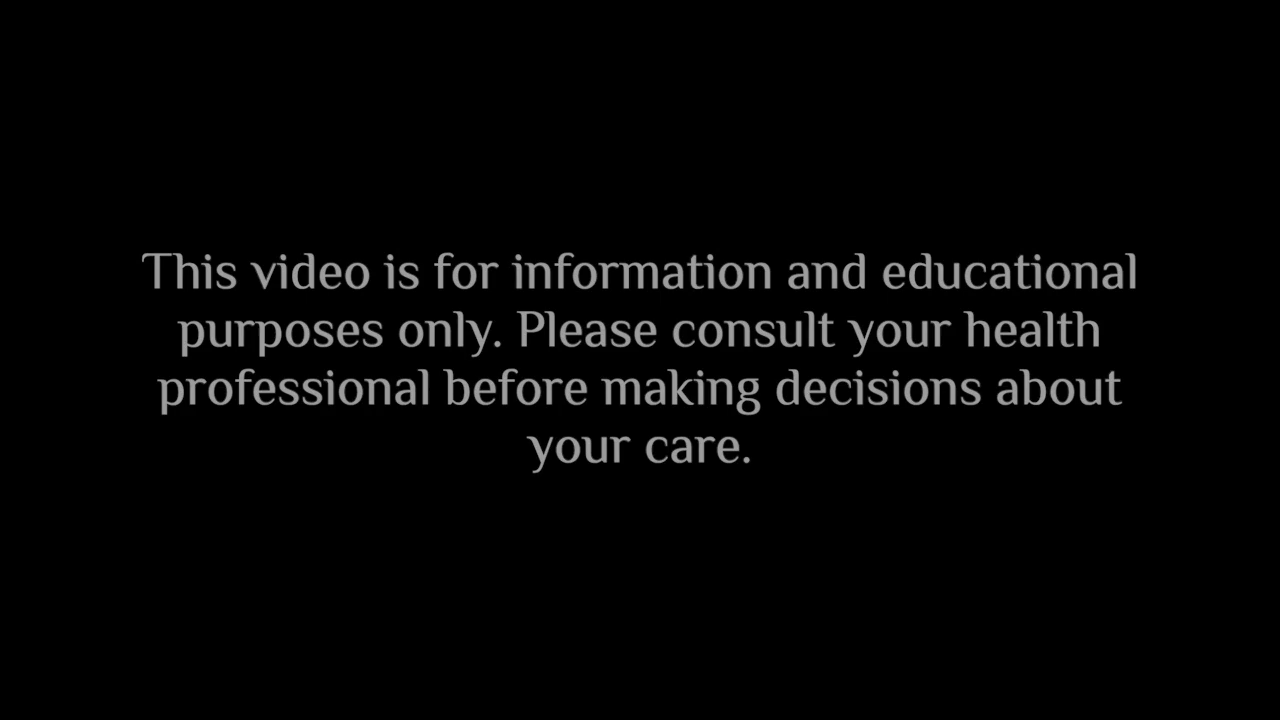 This video is for information and educational
purposes only. Please consult your health
professional before making decisions about
your care.